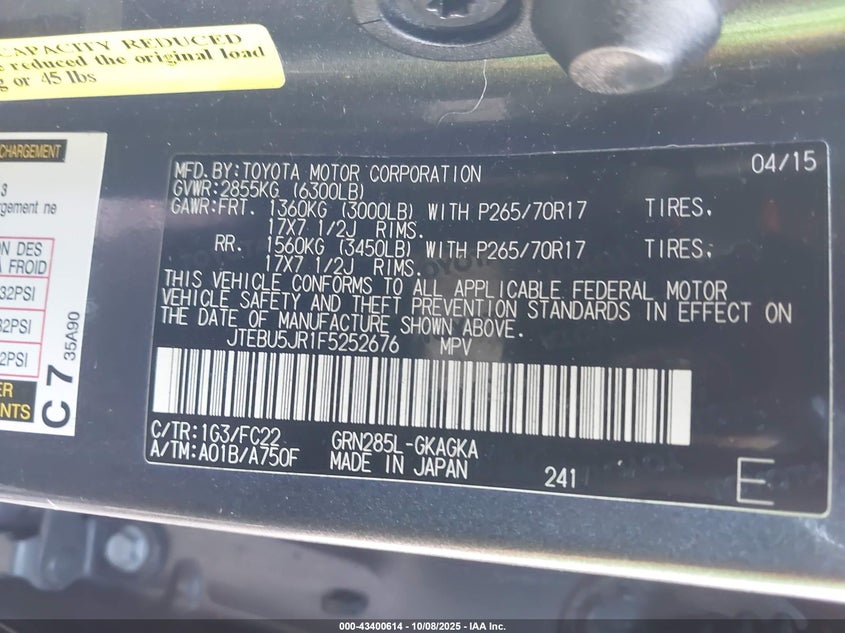 CAPACITY REDUCED
reduced the original load
g or 45 lbs
CHARGEMENT
3
rgement ne
ON DES
A FROID
32PSI
32PSI
2PSI
ER
ENTS
C7
35A90
MFD.BY:TOYOTA MOTOR CORPORATION 04/15
GVWR:2855KG (6300LB)
GAWR:FRT. 1360KG (3000LB) WITH P265/70R17 TIRES,
17X7 1/2J RIMS.
RR. 1560KG (3450LB) WITH P265/70R17 TIRES,
17X7 1/2J RIMS.
THIS VEHICLE CONFORMS TO ALL APPLICABLE FEDERAL MOTOR
VEHICLE SAFETY AND THEFT PREVENTION STANDARDS IN EFFECT ON
THE DATE OF MANUFACTURE SHOWN ABOVE.
JTEBU5JR1F5252676 MPV
C/TR:1G3/FC22 GRN285L-GKAGKA
A/TM:A01B/A750F MADE IN JAPAN 241 E
000-43400614 - 10/08/2025 - IAA Inc.